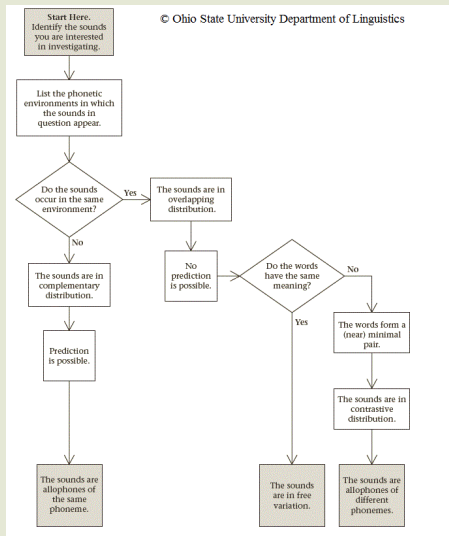 © Ohio State University Department of Linguistics
Start Here.
Identify the sounds
you are interested
in investigating.
List the phonetic
environments in which
the sounds in
question appear.
Do the sounds
occur in the same
environment?
Yes
The sounds are in
overlapping
distribution.
No
The sounds are in
complementary
distribution.
No
prediction
is possible.
Do the words
have the same
meaning?
No
Yes
The words form a
(near) minimal
pair.
Prediction
is possible.
The sounds are in
contrastive
distribution.
The sounds are
allophones of
the same
phoneme.
The sounds
are in free
variation.
The sounds are
allophones of
different
phonemes.